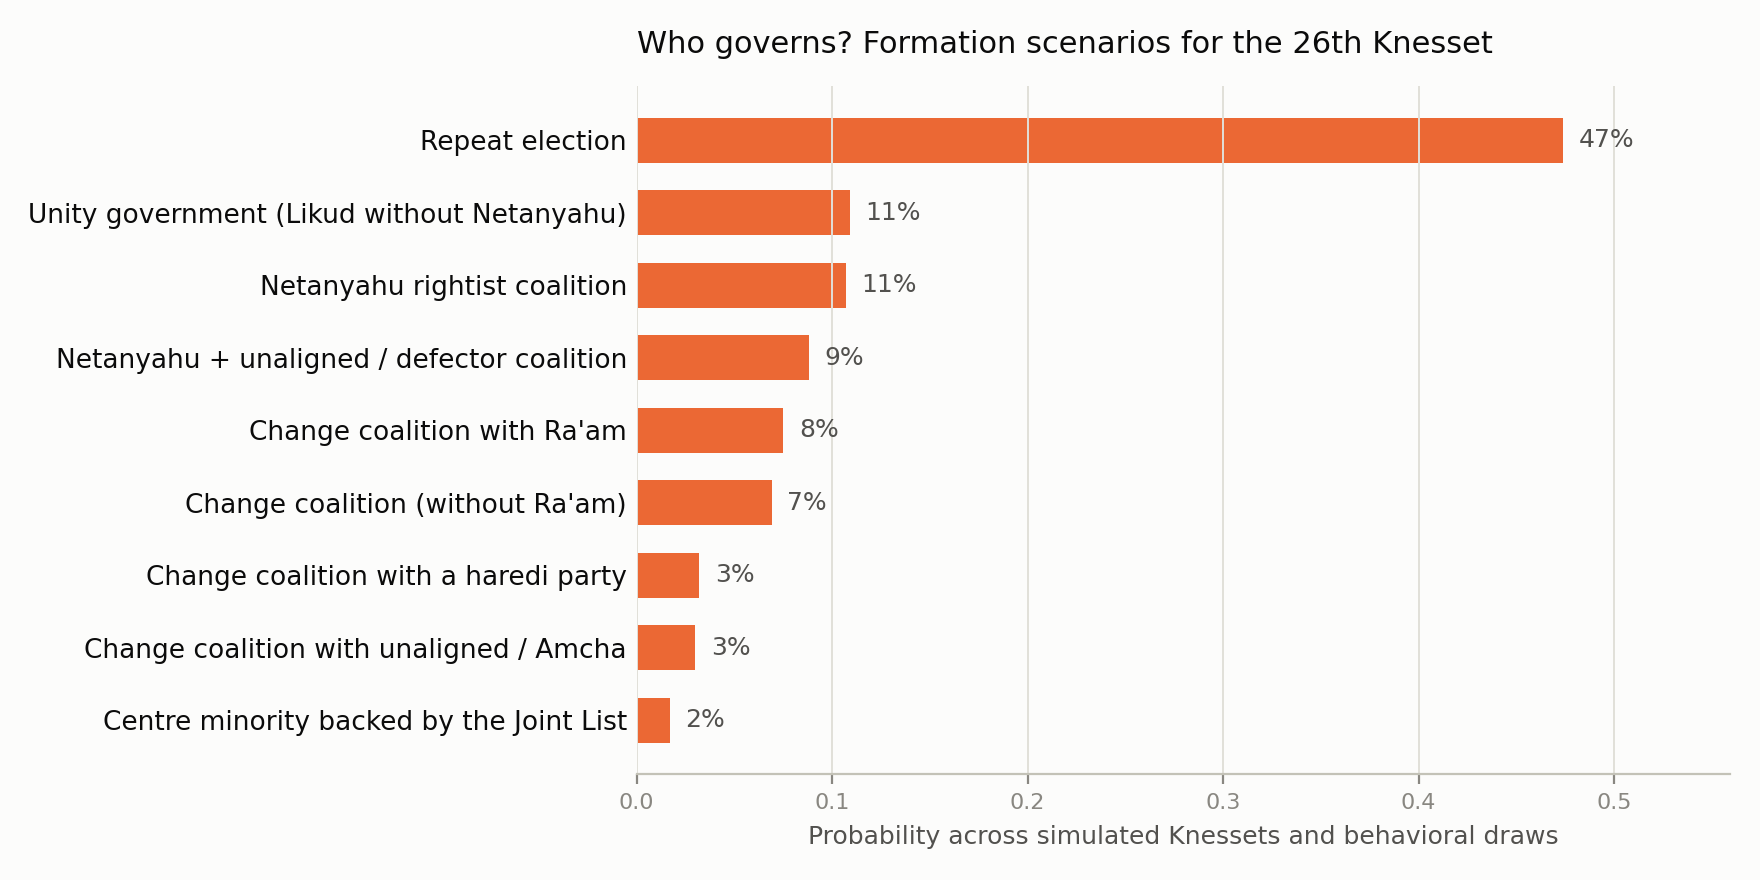 Who governs? Formation scenarios for the 26th Knesset
Repeat election 47%
Unity government (Likud without Netanyahu) 11%
Netanyahu rightist coalition 11%
Netanyahu + unaligned / defector coalition 9%
Change coalition with Ra'am 8%
Change coalition (without Ra'am) 7%
Change coalition with a haredi party 3%
Change coalition with unaligned / Amcha 3%
Centre minority backed by the Joint List 2%
0.0 0.1 0.2 0.3 0.4 0.5
Probability across simulated Knessets and behavioral draws